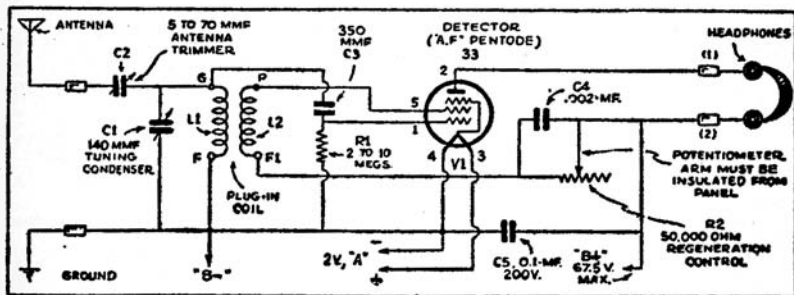 ANTENNA
5 TO 70 MMF
ANTENNA
TRIMMER
C2
350
MMF
C3
DETECTOR
("A.F" PENTODE)
33
HEADPHONES
(1)
2
G
P
5
1
C4
.002-MF.
C1
140 MMF
TUNING
CONDENSER
L1
L2
R1
2 TO 10
MEGS.
(2)
4
V1
3
F
F1
PLUG-IN
COIL
POTENTIOMETER
ARM MUST BE
INSULATED FROM
PANEL
R2
50,000 OHM
REGENERATION
CONTROL
GROUND
"B-"
2V., "A"
-
+
C5, 0.1-MF.
200V.
"B+"
67.5 V.
MAX.